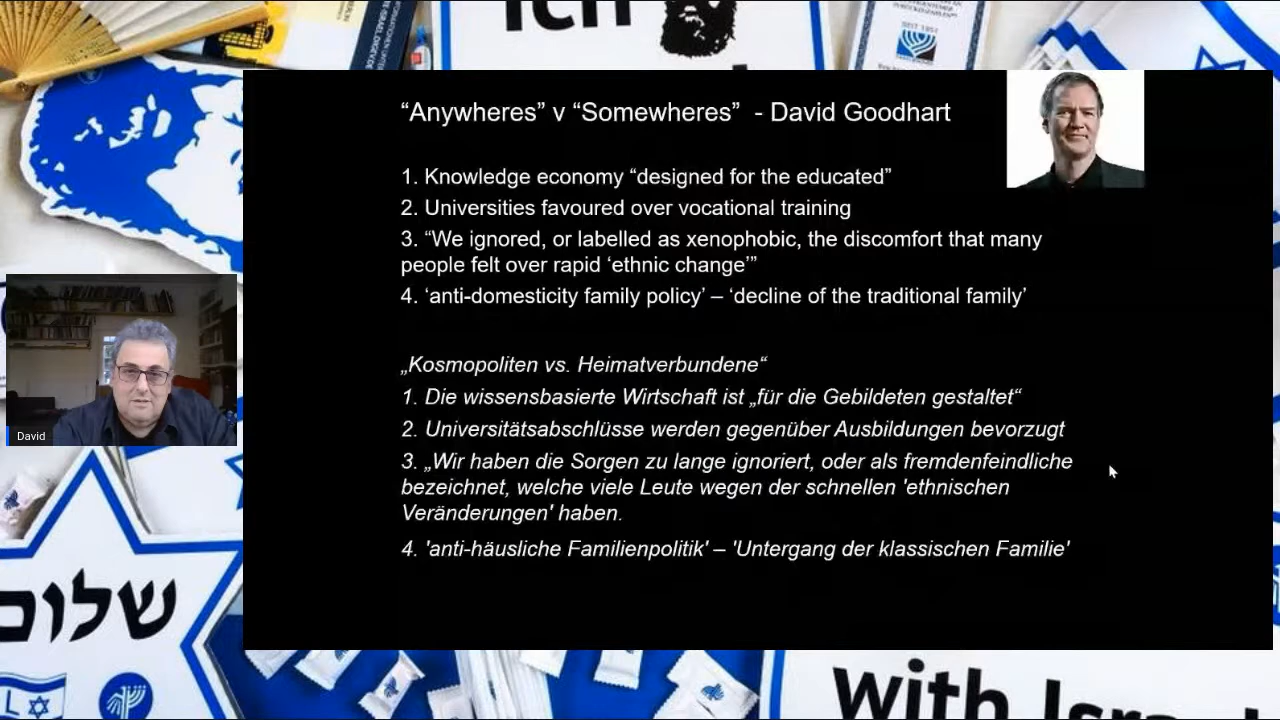 ich
SEIT 1951
“Anywheres” v “Somewheres” - David Goodhart
1. Knowledge economy “designed for the educated”
2. Universities favoured over vocational training
3. “We ignored, or labelled as xenophobic, the discomfort that many
people felt over rapid ‘ethnic change’”
4. ‘anti-domesticity family policy’ – ‘decline of the traditional family’
„Kosmopoliten vs. Heimatverbundene“
1. Die wissensbasierte Wirtschaft ist „für die Gebildeten gestaltet“
2. Universitätsabschlüsse werden gegenüber Ausbildungen bevorzugt
3. „Wir haben die Sorgen zu lange ignoriert, oder als fremdenfeindliche
bezeichnet, welche viele Leute wegen der schnellen 'ethnischen
Veränderungen' haben.
4. 'anti-häusliche Familienpolitik' – 'Untergang der klassischen Familie'
David
שלום
with